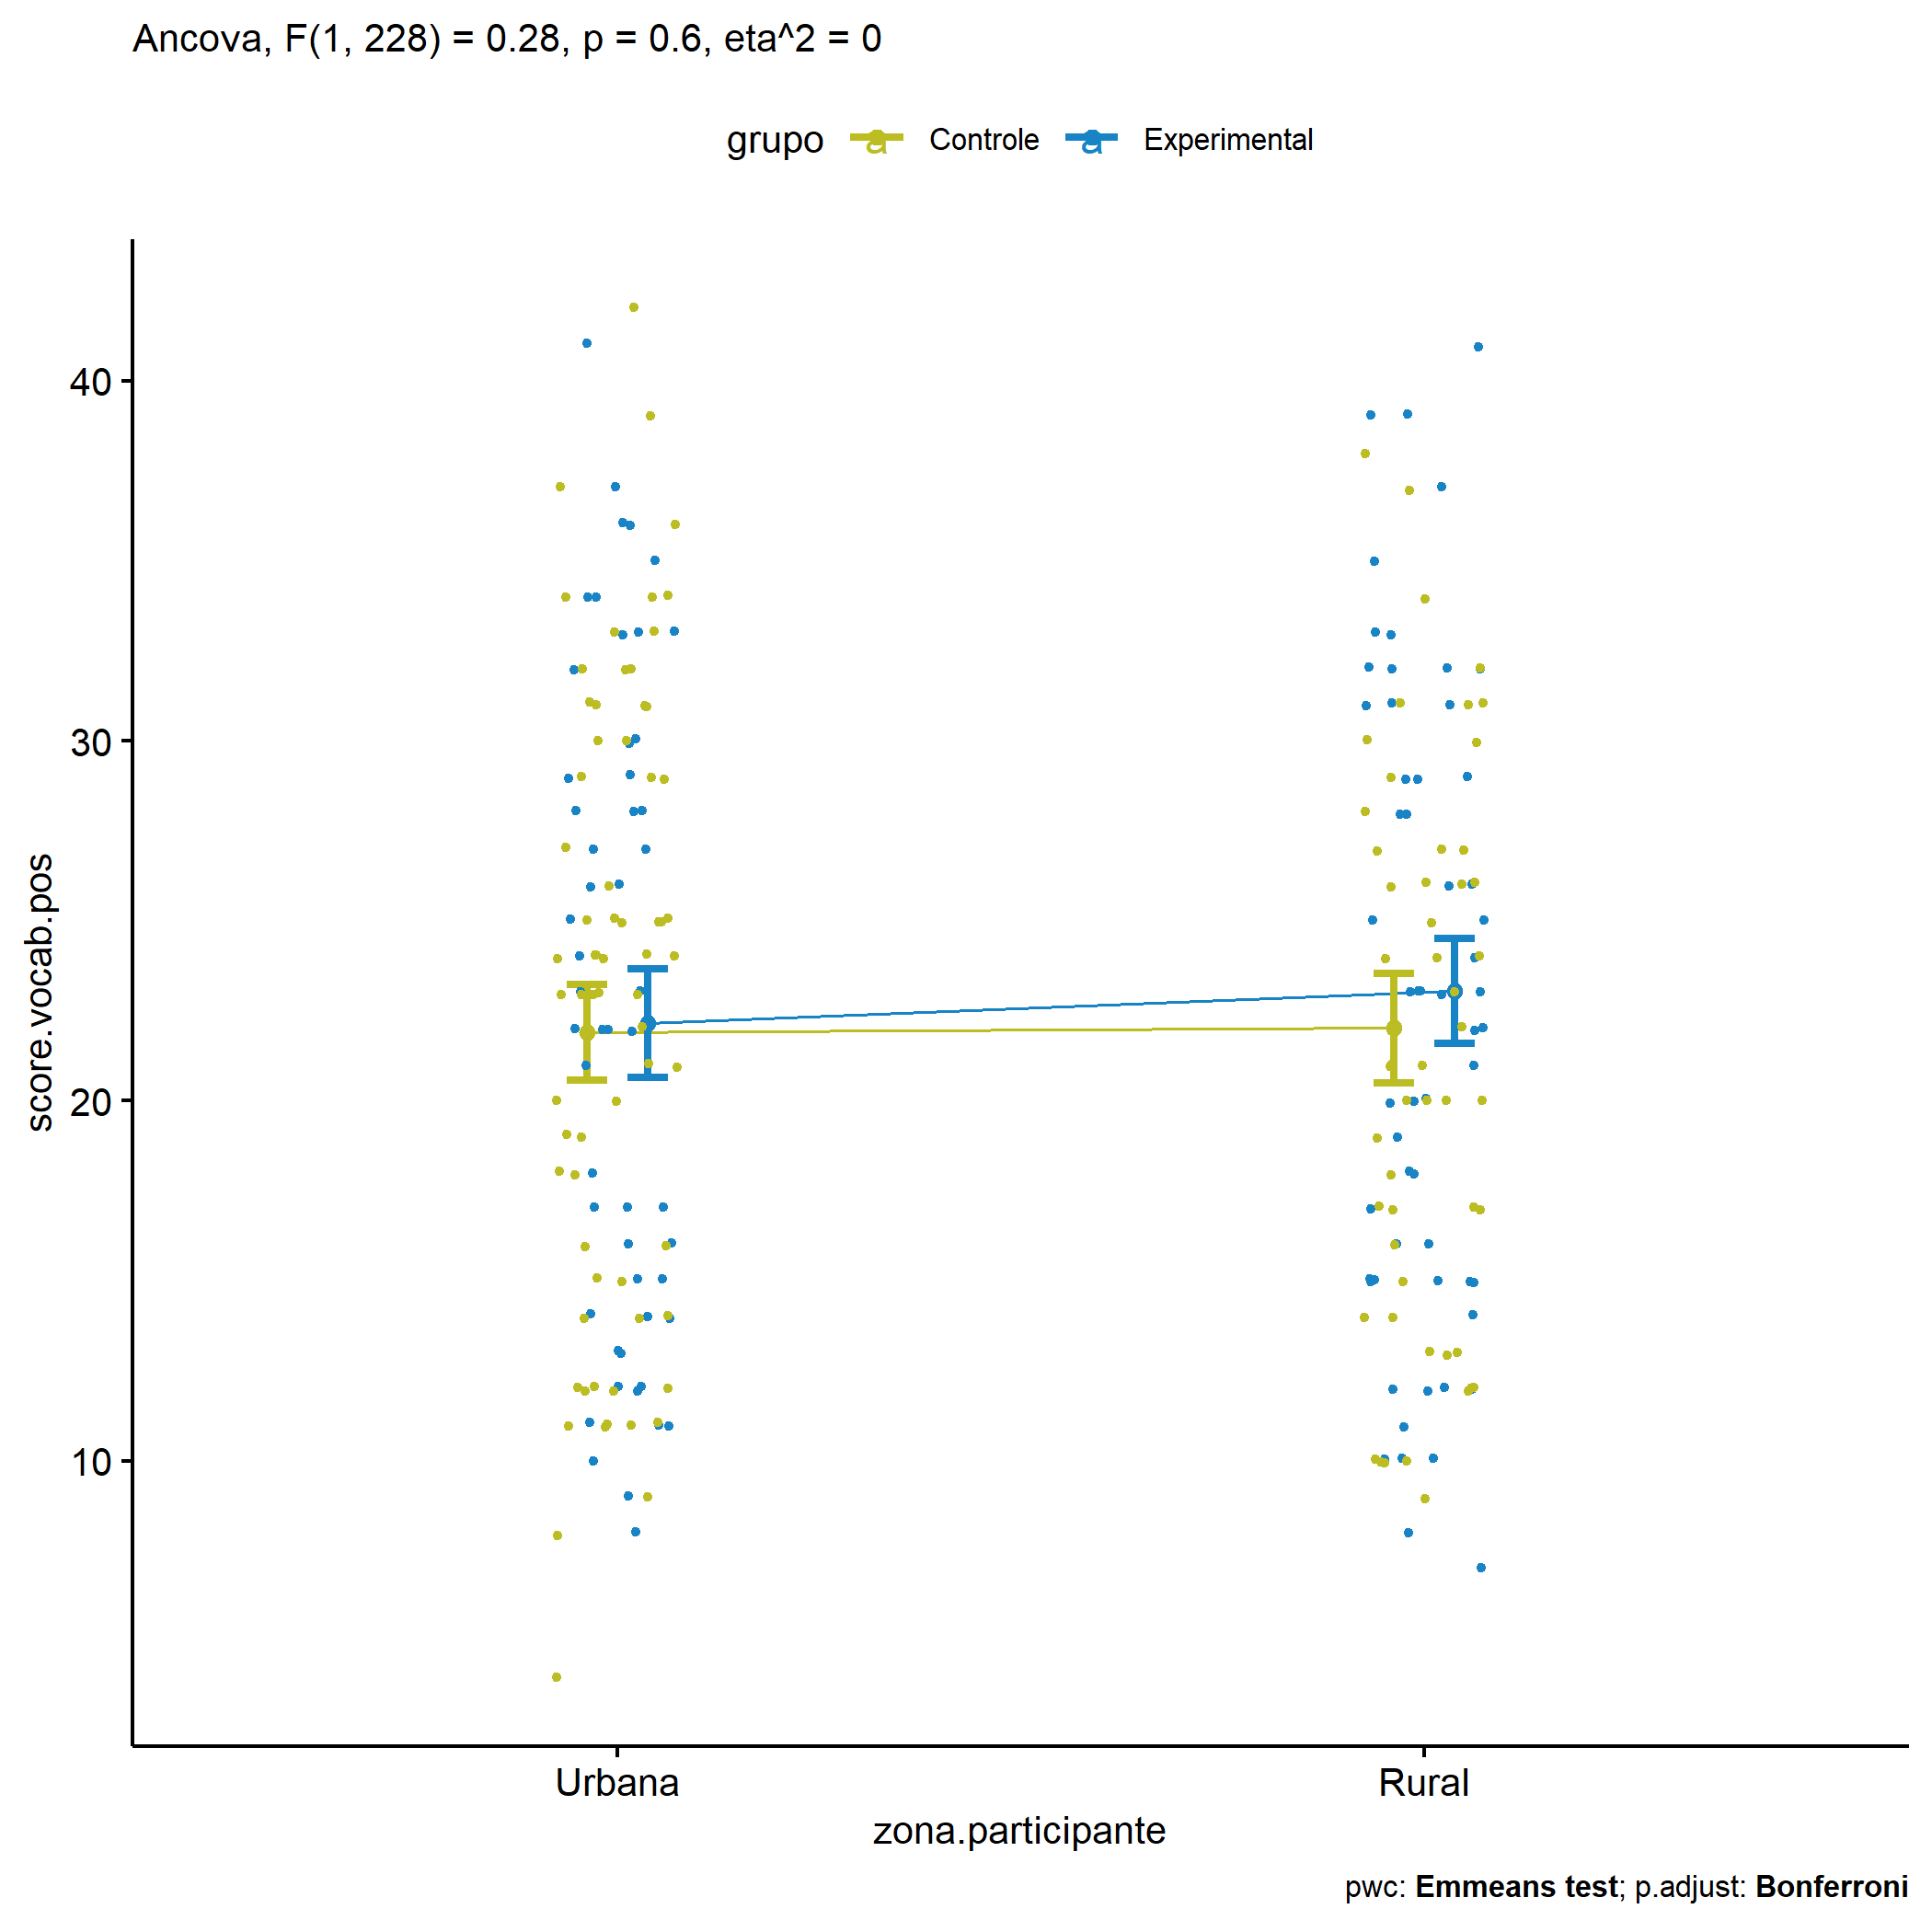 Ancova, F(1, 228) = 0.28, p = 0.6, eta^2 = 0
grupo a Controle a Experimental
40
30
20
10
score.vocab.pos
Urbana Rural
zona.participante
pwc: Emmeans test; p.adjust: Bonferroni